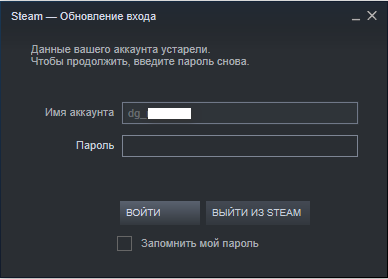 Steam — Обновление входа
Данные вашего аккаунта устарели.
Чтобы продолжить, введите пароль снова.
Имя аккаунта dg_
Пароль
ВОЙТИ ВЫЙТИ ИЗ STEAM
Запомнить мой пароль